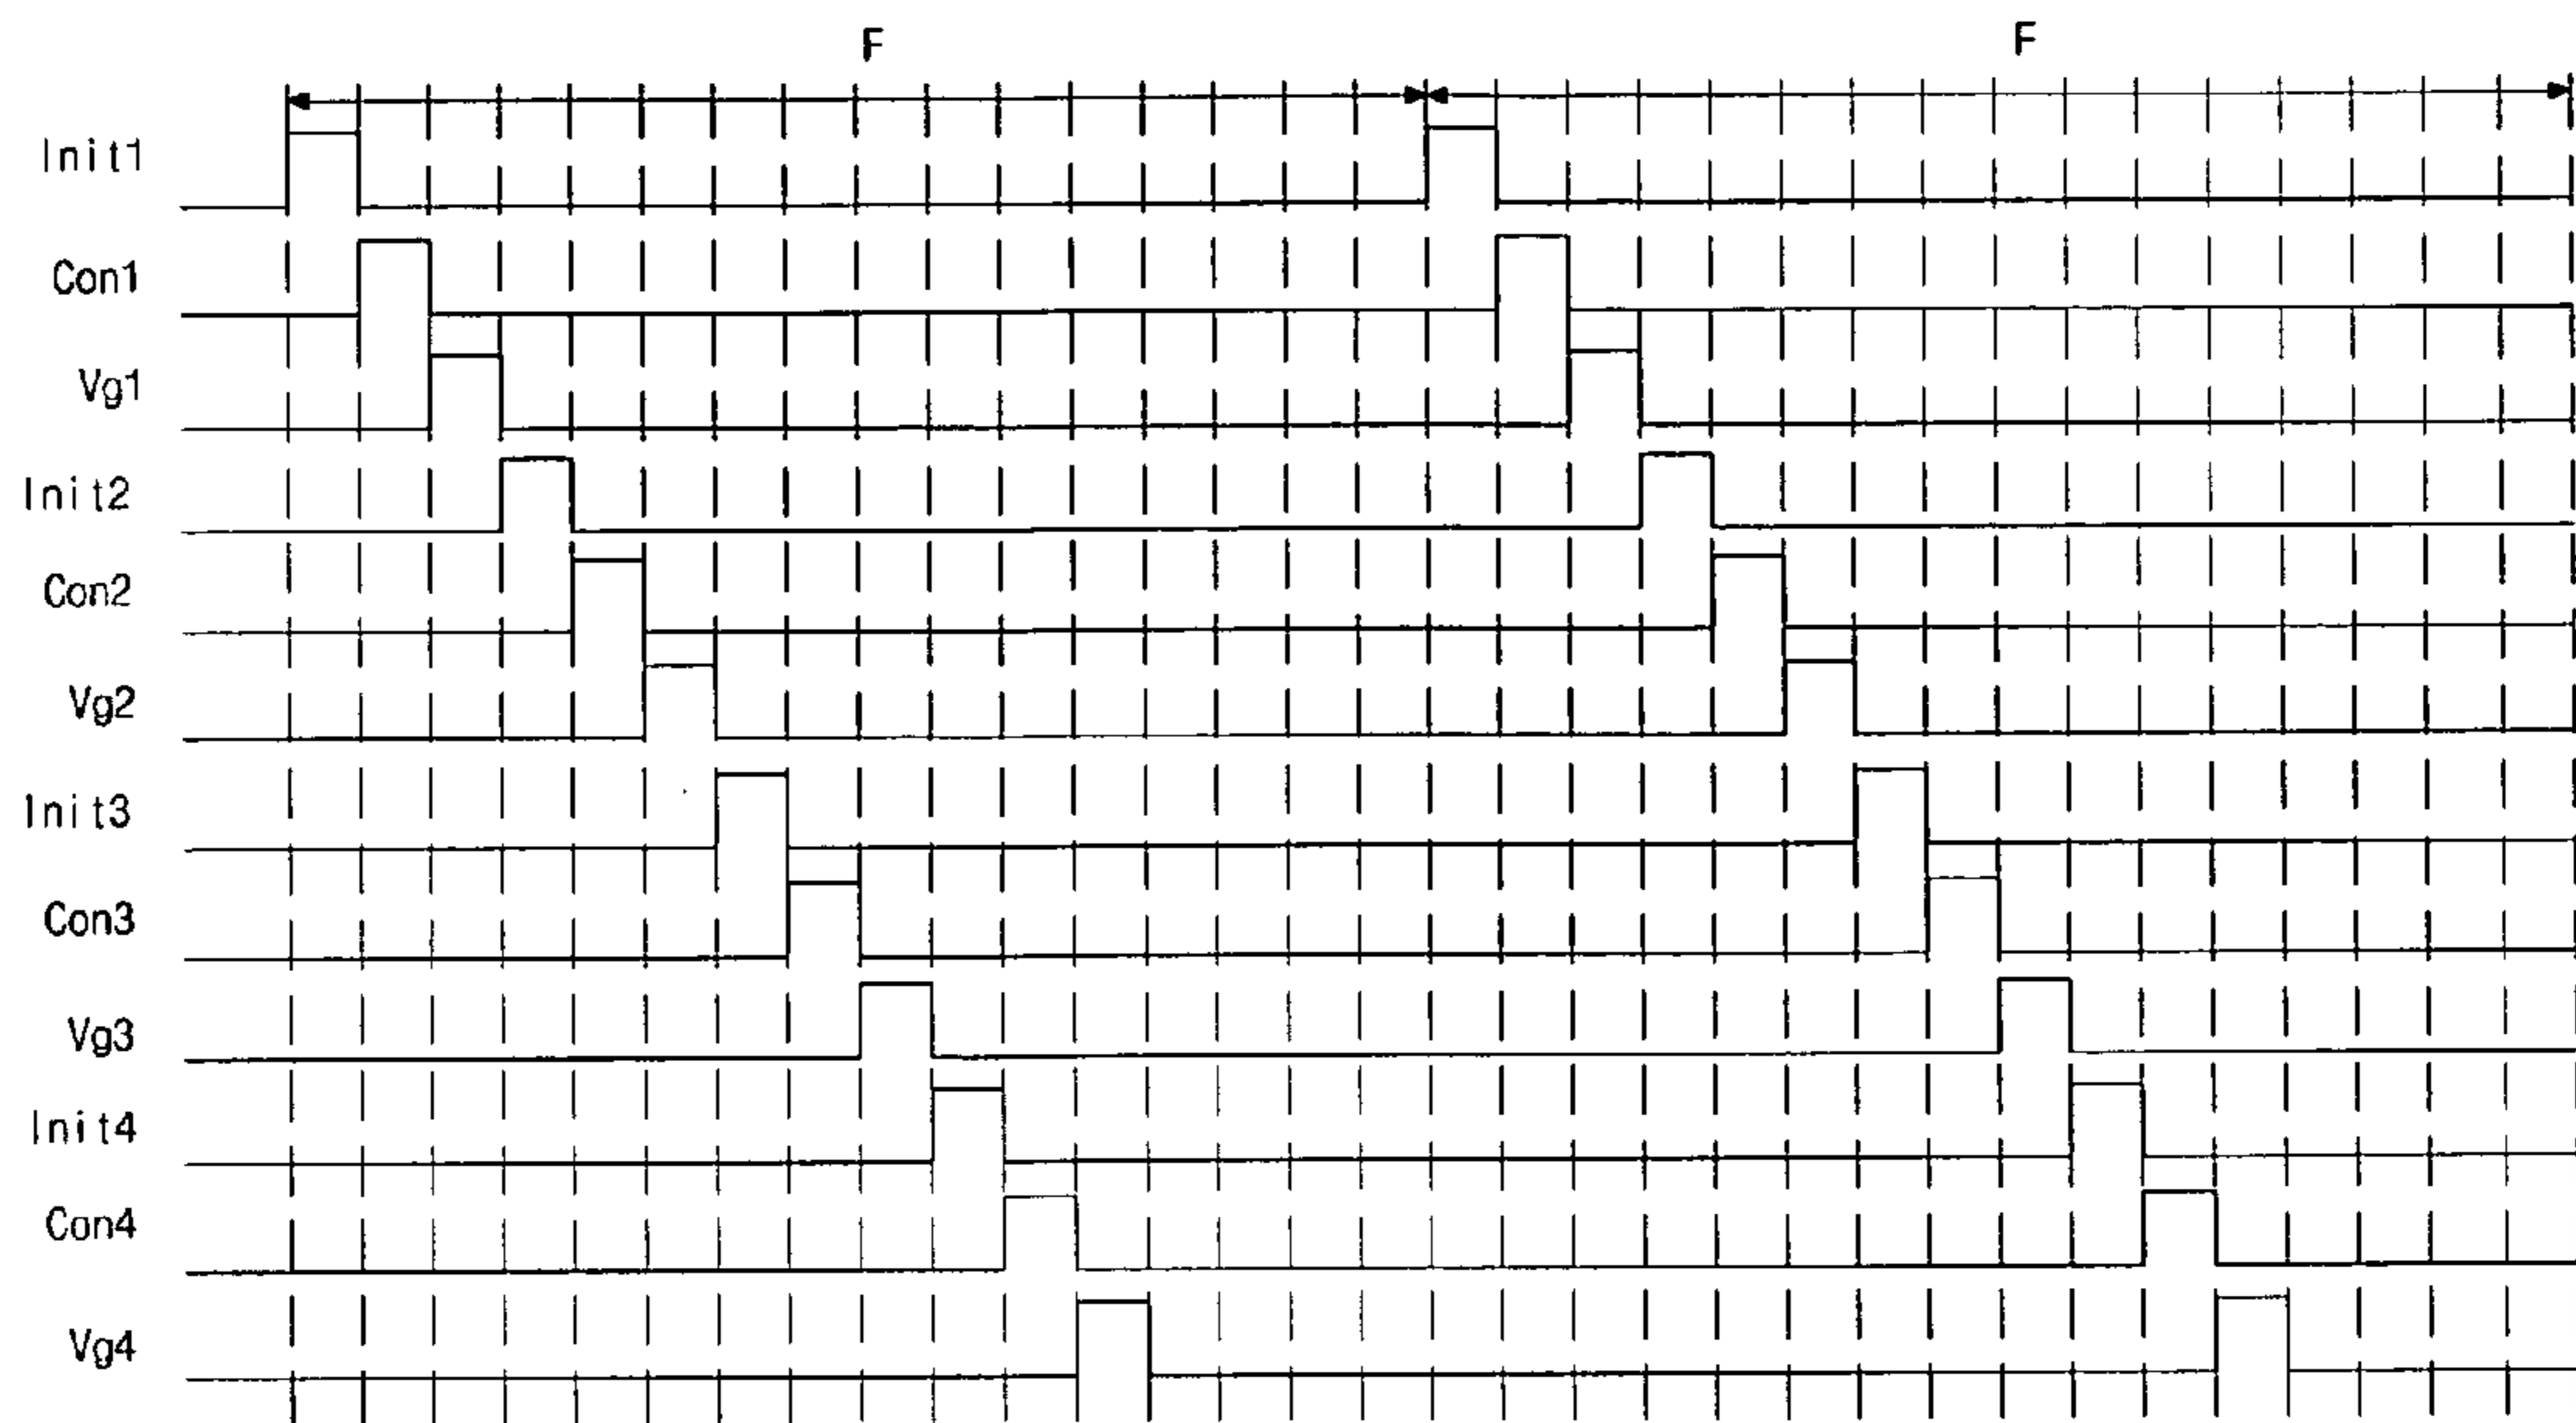 F F
Init1
Con1
Vg1
Init2
Con2
Vg2
Init3
Con3
Vg3
Init4
Con4
Vg4